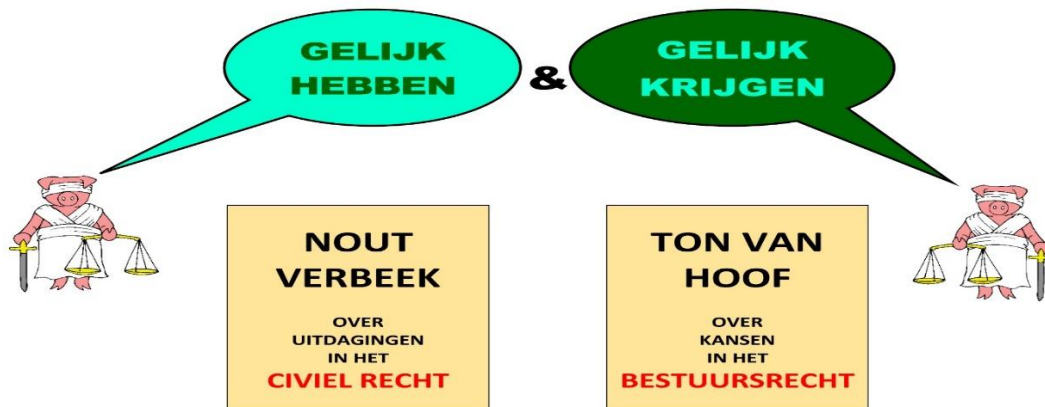 GELIJK
HEBBEN
&
GELIJK
KRIJGEN
NOUT
VERBEEK
OVER
UITDAGINGEN
IN HET
CIVIEL RECHT
TON VAN
HOOF
OVER
KANSEN
IN HET
BESTUURSRECHT